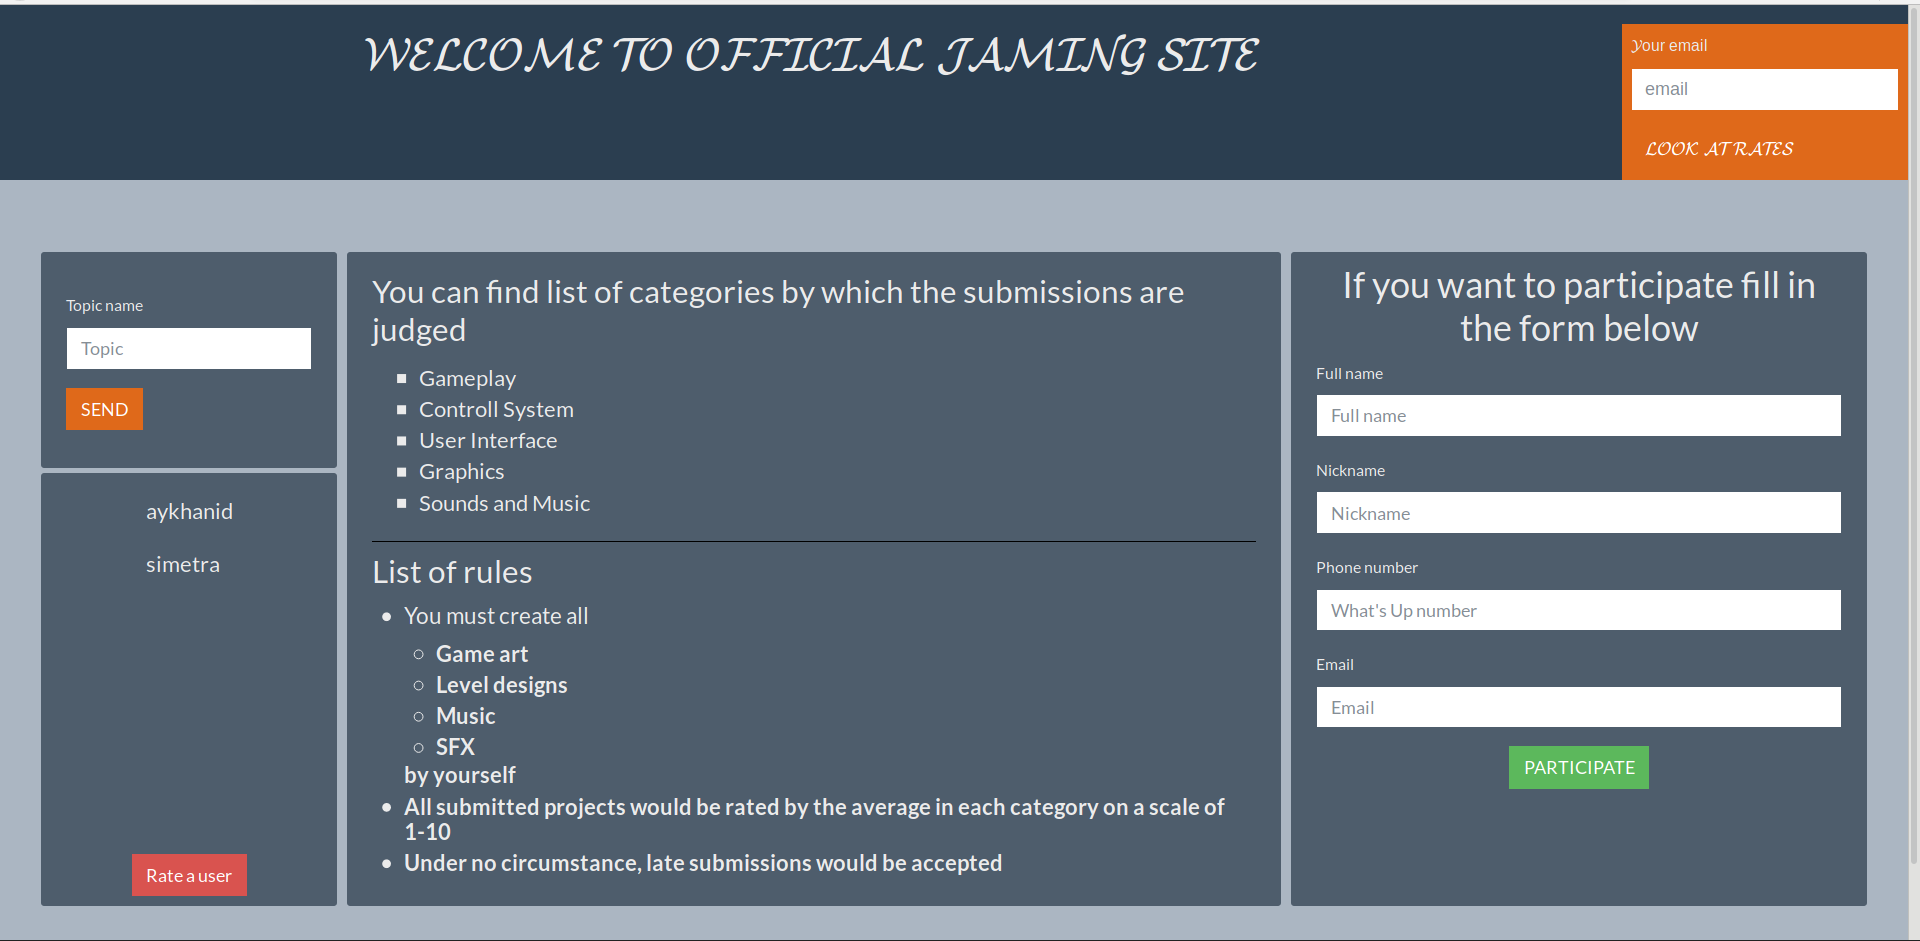 WELCOME TO OFFICIAL JAMING SITE
Your email
email
LOOK AT RATES
Topic name
Topic
SEND
aykhanid
simetra
Rate a user
You can find list of categories by which the submissions are
judged
Gameplay
Controll System
User Interface
Graphics
Sounds and Music
List of rules
You must create all
Game art
Level designs
Music
SFX
by yourself
All submitted projects would be rated by the average in each category on a scale of
1-10
Under no circumstance, late submissions would be accepted
If you want to participate fill in
the form below
Full name
Full name
Nickname
Nickname
Phone number
What's Up number
Email
Email
PARTICIPATE